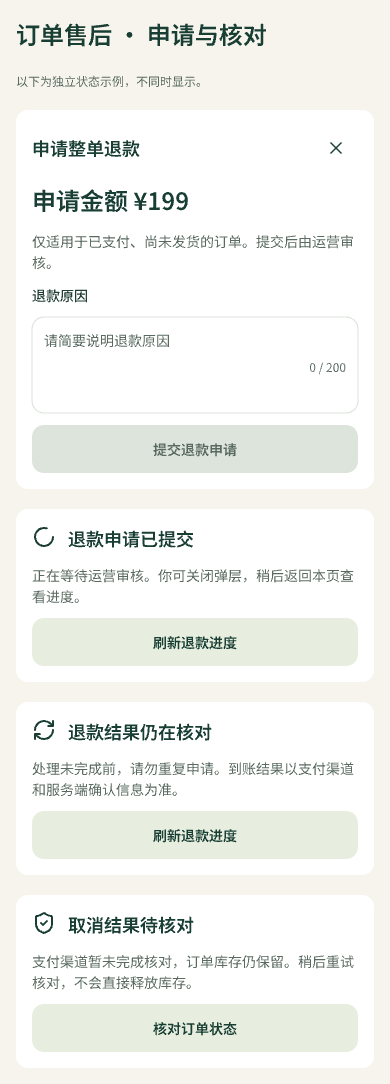 订单售后 · 申请与核对
以下为独立状态示例，不同时显示。
申请整单退款
申请金额 ¥199
仅适用于已支付、尚未发货的订单。提交后由运营审
核。
退款原因
请简要说明退款原因
0 / 200
提交退款申请
退款申请已提交
正在等待运营审核。你可关闭弹层，稍后返回本页查
看进度。
刷新退款进度
退款结果仍在核对
处理未完成前，请勿重复申请。到账结果以支付渠道
和服务端确认信息为准。
刷新退款进度
取消结果待核对
支付渠道暂未完成核对，订单库存仍保留。稍后重试
核对，不会直接释放库存。
核对订单状态